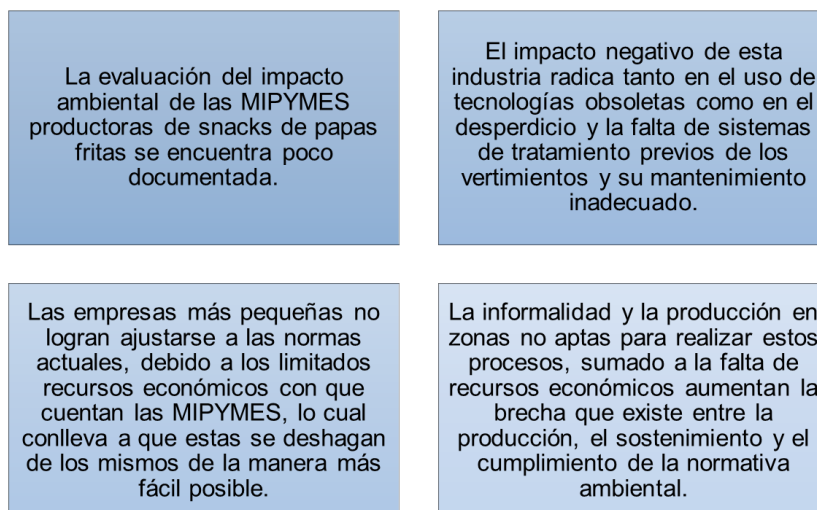 La evaluación del impacto
ambiental de las MIPYMES
productoras de snacks de papas
fritas se encuentra poco
documentada.
El impacto negativo de esta
industria radica tanto en el uso de
tecnologías obsoletas como en el
desperdicio y la falta de sistemas
de tratamiento previos de los
vertimientos y su mantenimiento
inadecuado.
Las empresas más pequeñas no
logran ajustarse a las normas
actuales, debido a los limitados
recursos económicos con que
cuentan las MIPYMES, lo cual
conlleva a que estas se deshagan
de los mismos de la manera más
fácil posible.
La informalidad y la producción en
zonas no aptas para realizar estos
procesos, sumado a la falta de
recursos económicos aumentan la
brecha que existe entre la
producción, el sostenimiento y el
cumplimiento de la normativa
ambiental.